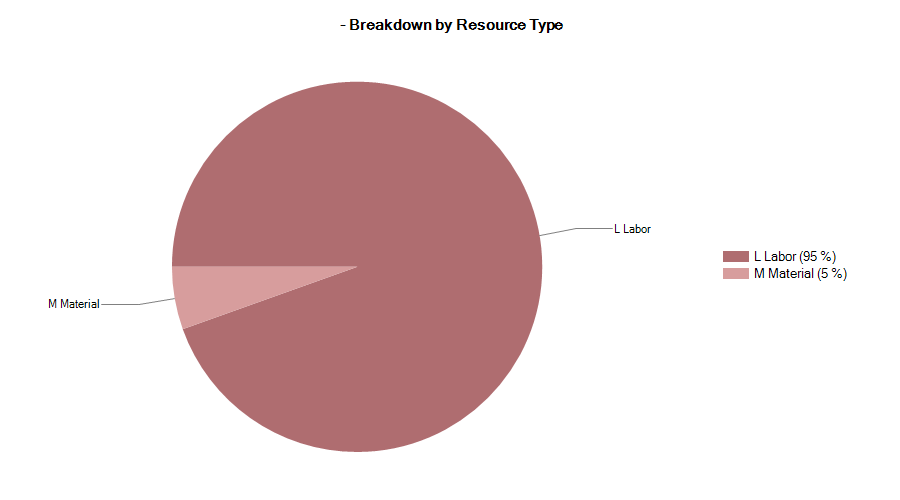 - Breakdown by Resource Type
L Labor
L Labor (95 %)
M Material (5 %)
M Material